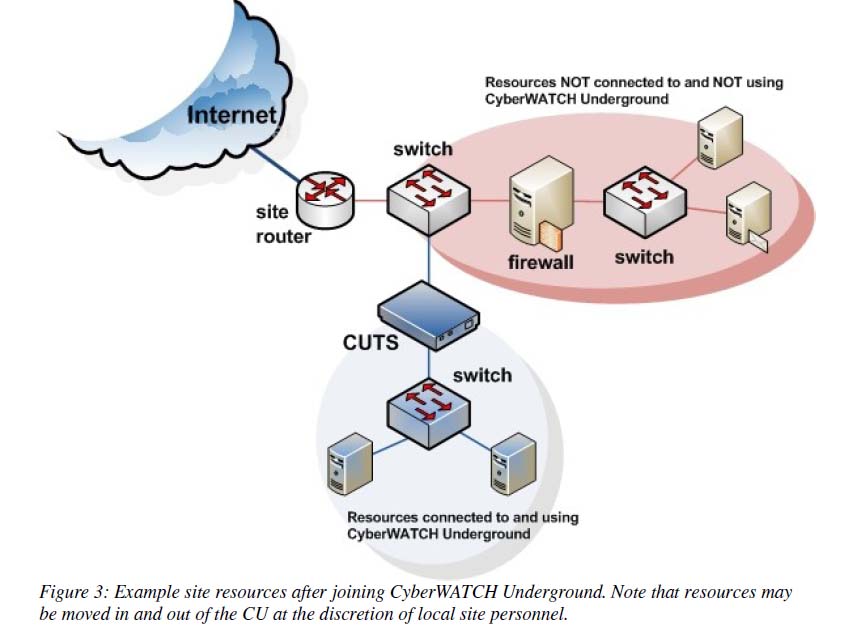 Internet
Resources NOT connected to and NOT using
CyberWATCH Underground
switch
site
router
firewall
switch
CUTS
switch
Resources connected to and using
CyberWATCH Underground
Figure 3: Example site resources after joining CyberWATCH Underground. Note that resources may
be moved in and out of the CU at the discretion of local site personnel.